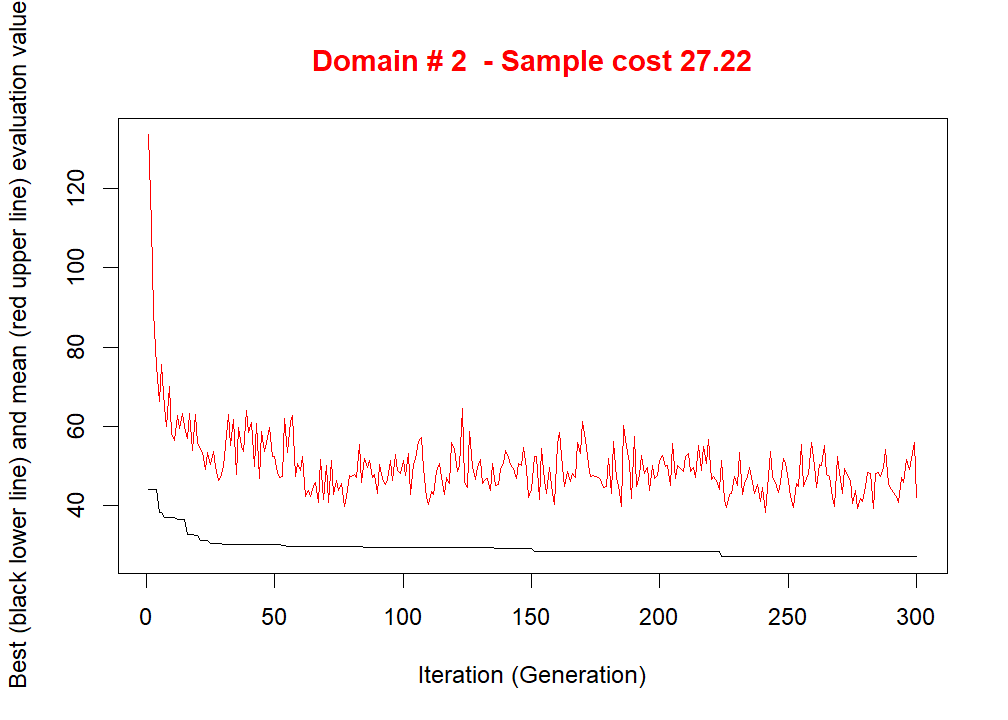 Domain # 2  - Sample cost 27.22
Best (black lower line) and mean (red upper line) evaluation value
120
100
80
60
40
0 50 100 150 200 250 300
Iteration (Generation)